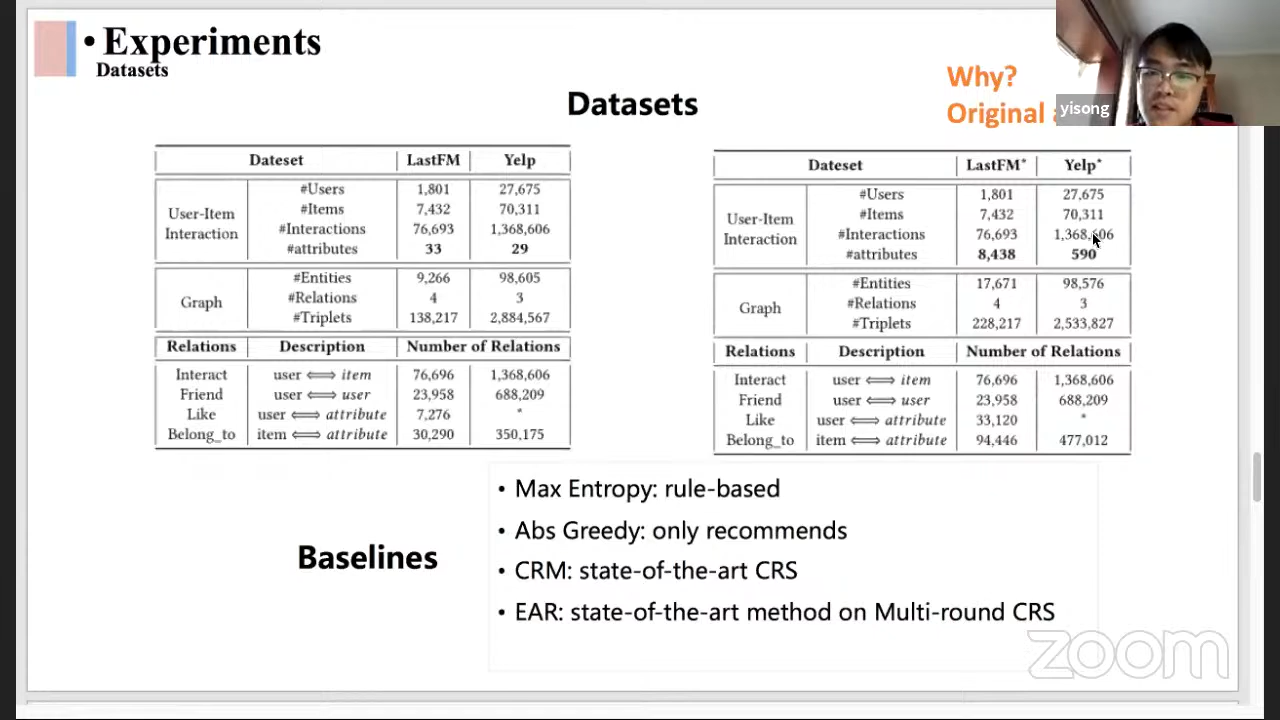 • Experiments
Datasets
Datasets
Why?
Original
yisong
Dateset LastFM Yelp
User-Item Interaction #Users 1,801 27,675
#Items 7,432 70,311
#Interactions 76,693 1,368,606
#attributes 33 29
Graph #Entities 9,266 98,605
#Relations 4 3
#Triplets 138,217 2,884,567
Relations Description Number of Relations
Interact user ⟺ item 76,696 1,368,606
Friend user ⟺ user 23,958 688,209
Like user ⟺ attribute 7,276 *
Belong_to item ⟺ attribute 30,290 350,175
Dateset LastFM* Yelp*
User-Item Interaction #Users 1,801 27,675
#Items 7,432 70,311
#Interactions 76,693 1,368,606
#attributes 8,438 590
Graph #Entities 17,671 98,576
#Relations 4 3
#Triplets 228,217 2,533,827
Relations Description Number of Relations
Interact user ⟺ item 76,696 1,368,606
Friend user ⟺ user 23,958 688,209
Like user ⟺ attribute 33,120 *
Belong_to item ⟺ attribute 94,446 477,012
Baselines
• Max Entropy: rule-based
• Abs Greedy: only recommends
• CRM: state-of-the-art CRS
• EAR: state-of-the-art method on Multi-round CRS
zoom